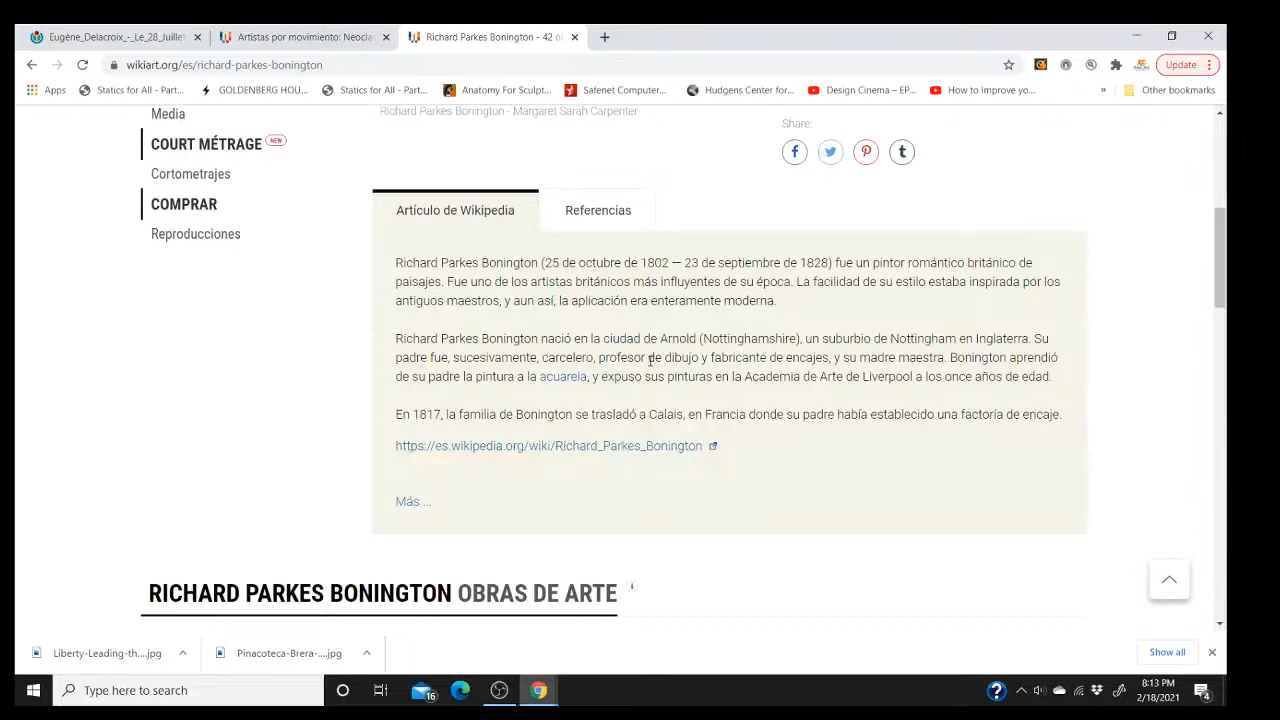 Eugène_Delacroix_-_Le_28_Juillet
Artistas por movimiento: Neoclas
Richard Parkes Bonington - 42 o
wikiart.org/es/richard-parkes-bonington
Update
Apps
Statics for All - Part...
GOLDENBERG HOU...
Statics for All - Part...
Anatomy For Sculpt...
Safenet Computer...
Hudgens Center for...
Design Cinema – EP...
How to Improve yo...
»
Other bookmarks
Media
Richard Parkes Bonington - Margaret Sarah Carpenter
Share:
COURT MÉTRAGE NEW
Cortometrajes
COMPRAR
Reproducciones
Artículo de Wikipedia
Referencias
Richard Parkes Bonington (25 de octubre de 1802 — 23 de septiembre de 1828) fue un pintor romántico británico de
paisajes. Fue uno de los artistas británicos más influyentes de su época. La facilidad de su estilo estaba inspirada por los
antiguos maestros, y aun así, la aplicación era enteramente moderna.
Richard Parkes Bonington nació en la ciudad de Arnold (Nottinghamshire), un suburbio de Nottingham en Inglaterra. Su
padre fue, sucesivamente, carcelero, profesor de dibujo y fabricante de encajes, y su madre maestra. Bonington aprendió
de su padre la pintura a la acuarela, y expuso sus pinturas en la Academia de Arte de Liverpool a los once años de edad.
En 1817, la familia de Bonington se trasladó a Calais, en Francia donde su padre había establecido una factoría de encaje.
https://es.wikipedia.org/wiki/Richard_Parkes_Bonington
Más ...
RICHARD PARKES BONINGTON OBRAS DE ARTE
Liberty-Leading-th....jpg
Pinacoteca-Brera-....jpg
Show all
Type here to search
16
8:13 PM
2/18/2021
4